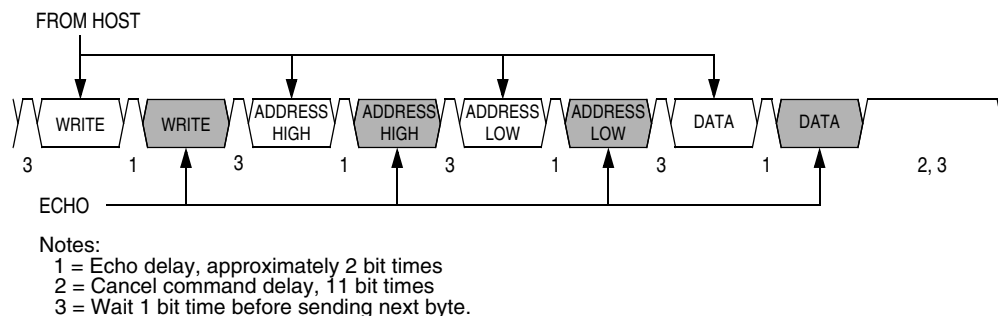 FROM HOST
WRITE WRITE ADDRESS HIGH ADDRESS HIGH ADDRESS LOW ADDRESS LOW DATA DATA
3 1 3 1 3 1 3 1 2, 3
ECHO
Notes:
1 = Echo delay, approximately 2 bit times
2 = Cancel command delay, 11 bit times
3 = Wait 1 bit time before sending next byte.